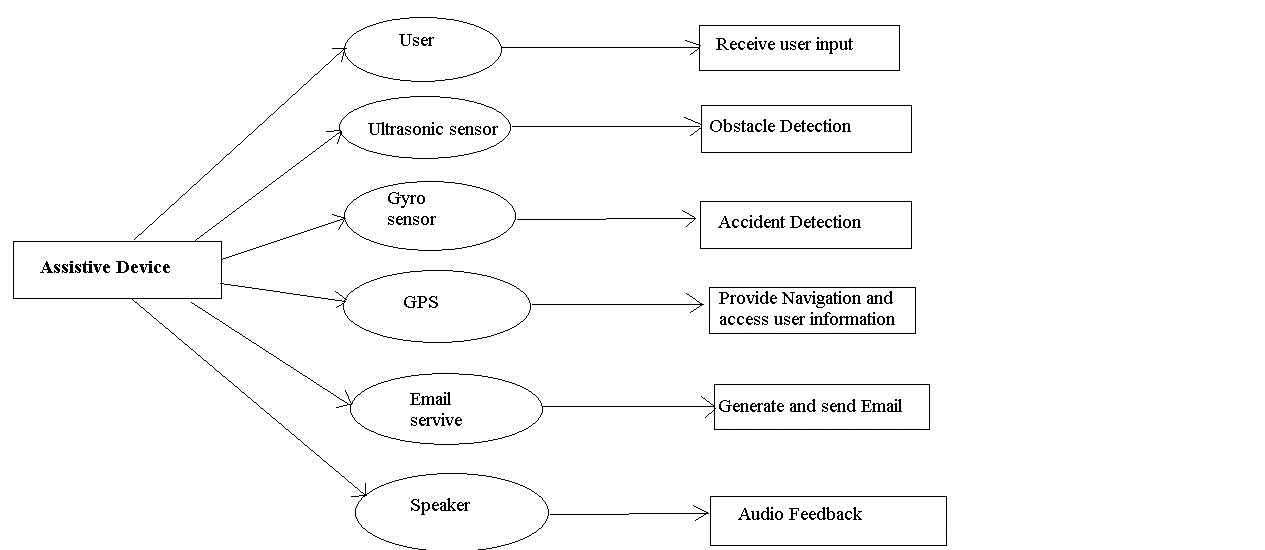 User
Receive user input
Ultrasonic sensor
Obstacle Detection
Gyro
sensor
Accident Detection
Assistive Device
GPS
Provide Navigation and
access user information
Email
servive
Generate and send Email
Speaker
Audio Feedback